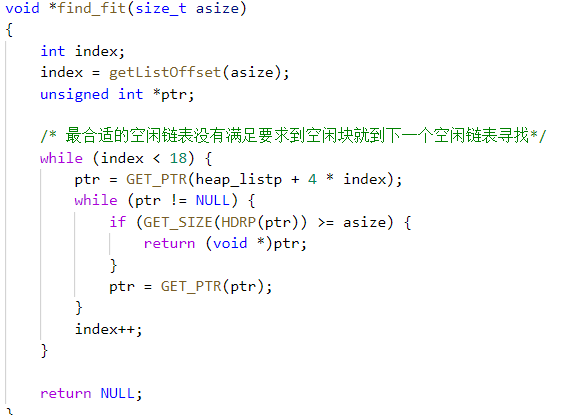 void *find_fit(size_t asize)
{
    int index;
    index = getListOffset(asize);
    unsigned int *ptr;

    /* 最合适的空闲链表没有满足要求到空闲块就到下一个空闲链表寻找*/
    while (index < 18) {
        ptr = GET_PTR(heap_listp + 4 * index);
        while (ptr != NULL) {
            if (GET_SIZE(HDRP(ptr)) >= asize) {
                return (void *)ptr;
            }
            ptr = GET_PTR(ptr);
        }
        index++;
    }

    return NULL;
}